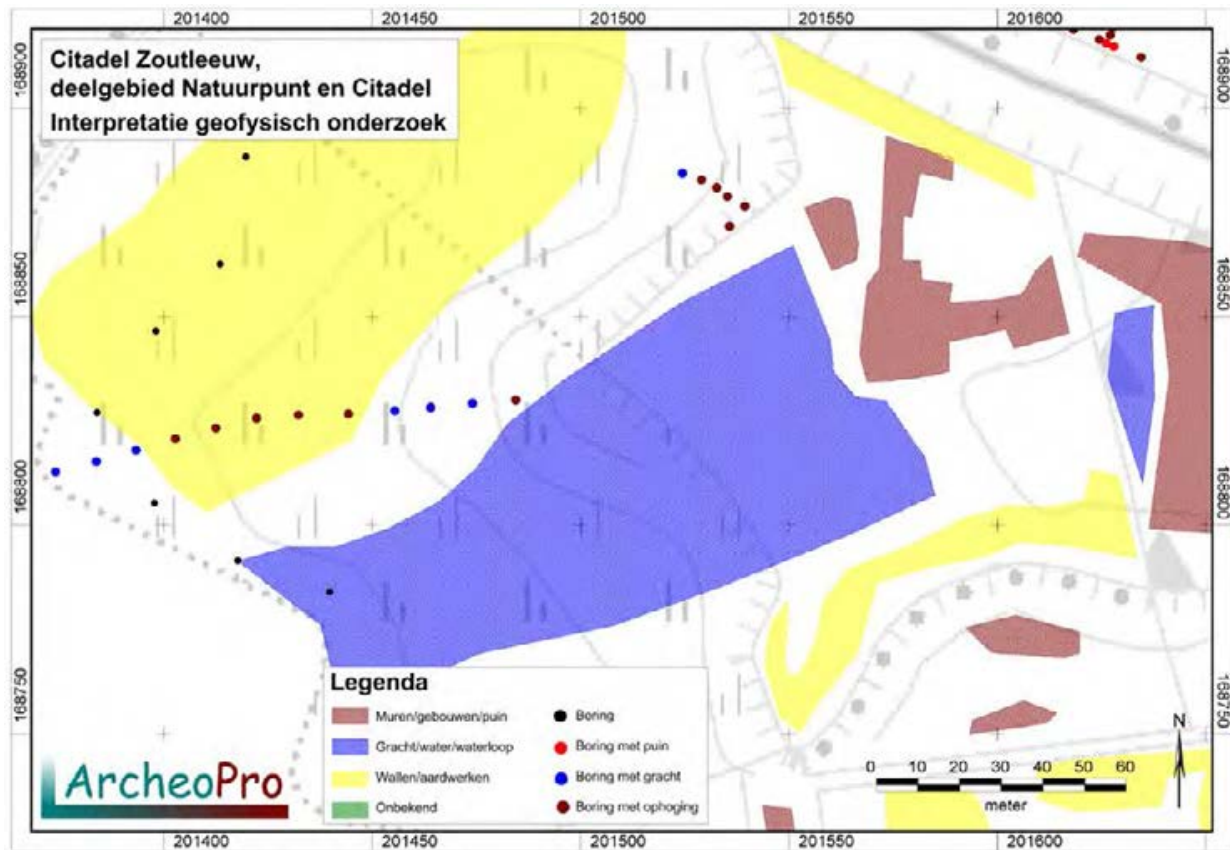 201400 201450 201500 201550 201600
Citadel Zoutleeuw,
deelgebied Natuurpunt en Citadel
Interpretatie geofysisch onderzoek
168900
168900
168850
168850
168800
168800
168750
168750
Legenda
Muren/gebouwen/puin
Gracht/water/waterloop
Wallen/aardwerken
Onbekend
Boring
Boring met puin
Boring met gracht
Boring met ophoging
N
0 10 20 30 40 50 60
meter
ArcheoPro
201400 201450 201500 201550 201600